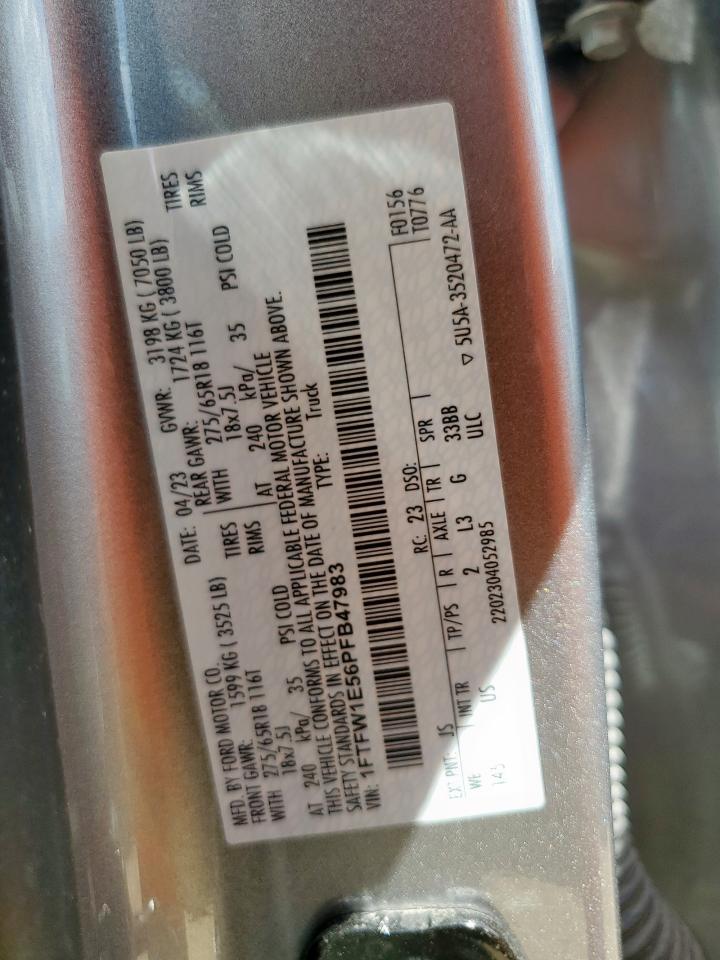 MFD. BY FORD MOTOR CO.
DATE: 04/23 GVWR: 3198 KG ( 7050 LB)
FRONT GAWR: 1599 KG ( 3525 LB) REAR GAWR: 1724 KG ( 3800 LB)
WITH 275/65R18 116T TIRES WITH 275/65R18 116T TIRES
18x7.5J RIMS 18x7.5J RIMS
AT 240 kPa/ 35 PSI COLD AT 240 kPa/ 35 PSI COLD
THIS VEHICLE CONFORMS TO ALL APPLICABLE FEDERAL MOTOR VEHICLE
SAFETY STANDARDS IN EFFECT ON THE DATE OF MANUFACTURE SHOWN ABOVE.
VIN: 1FTFW1E56PFB47983 TYPE: Truck
F0156
T0776
EXT PNT: JS RC: 23 DSO:
WB INT TR TP/PS R AXLE TR SPR
145 US 2 L3 G 33BB
ULC ▽ 5U5A-3520472-AA
2202304052985